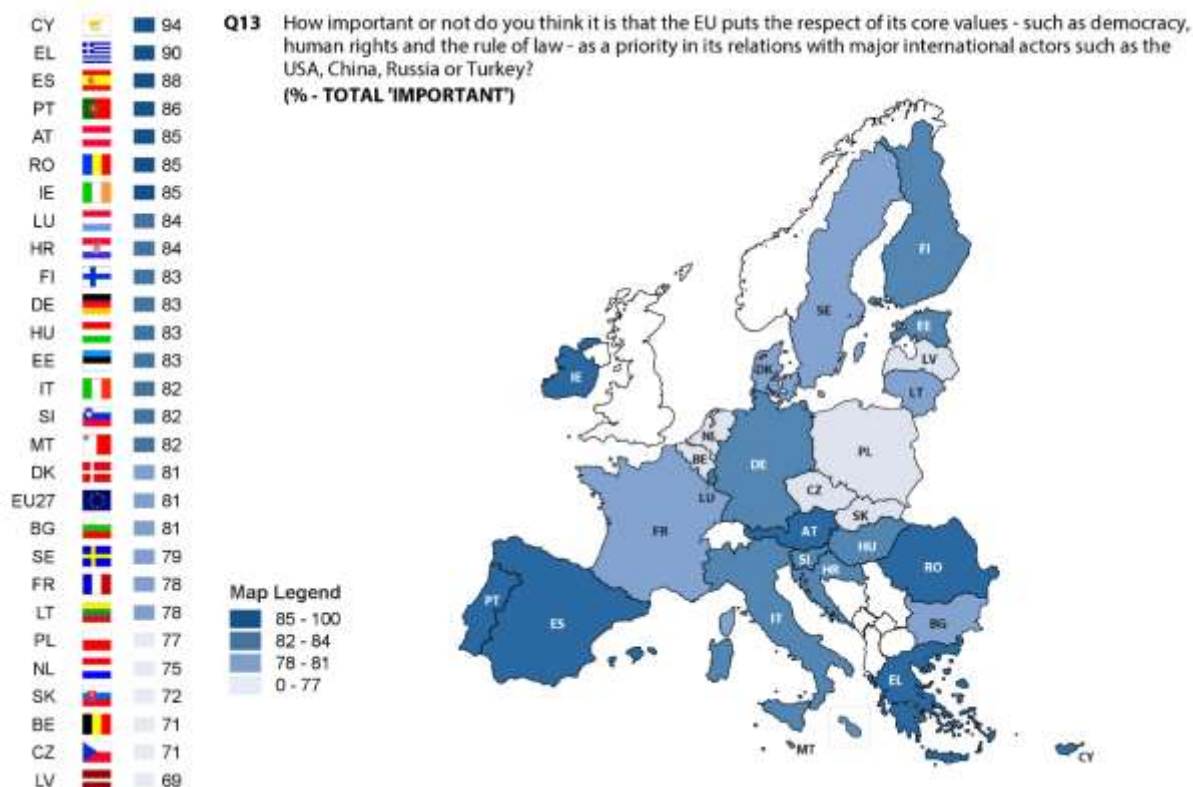 CY 94
EL 90
ES 88
PT 86
AT 85
RO 85
IE 85
LU 84
HR 84
FI 83
DE 83
HU 83
EE 83
IT 82
SI 82
MT 82
DK 81
EU27 81
BG 81
SE 79
FR 78
LT 78
PL 77
NL 75
SK 72
BE 71
CZ 71
LV 69
Q13 How important or not do you think it is that the EU puts the respect of its core values - such as democracy,
human rights and the rule of law - as a priority in its relations with major international actors such as the
USA, China, Russia or Turkey?
(% - TOTAL 'IMPORTANT')
FI
SE
EE
LV
DK
LT
IE
NL
PL
BE
DE
LU
CZ
SK
FR
AT
HU
SI
HR
RO
PT
ES
IT
BG
EL
MT
CY
Map Legend
85 - 100
82 - 84
78 - 81
0 - 77